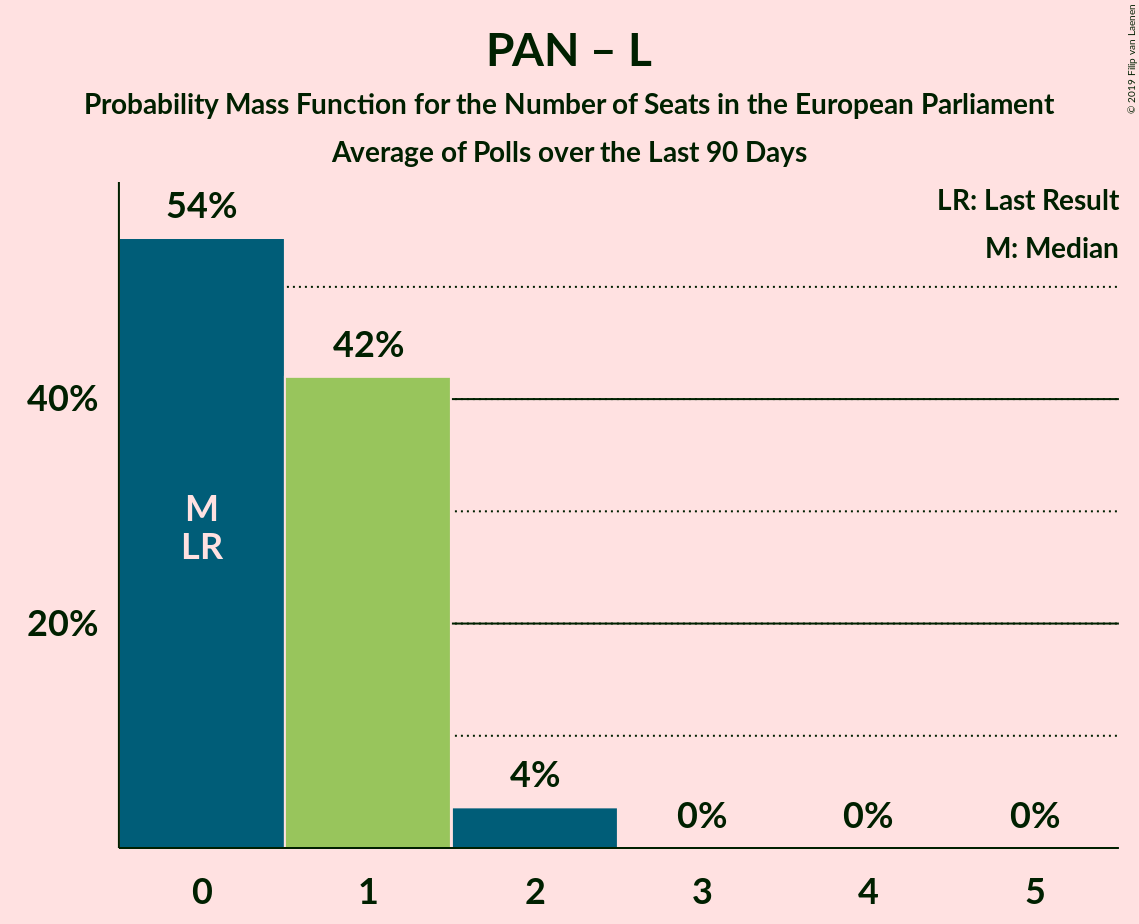 PAN – L
Probability Mass Function for the Number of Seats in the European Parliament
Average of Polls over the Last 90 Days
© 2019 Filip van Laenen
LR: Last Result
M: Median
54%
42%
40%
M
LR
20%
4%
0%
0%
0%
0
1
2
3
4
5